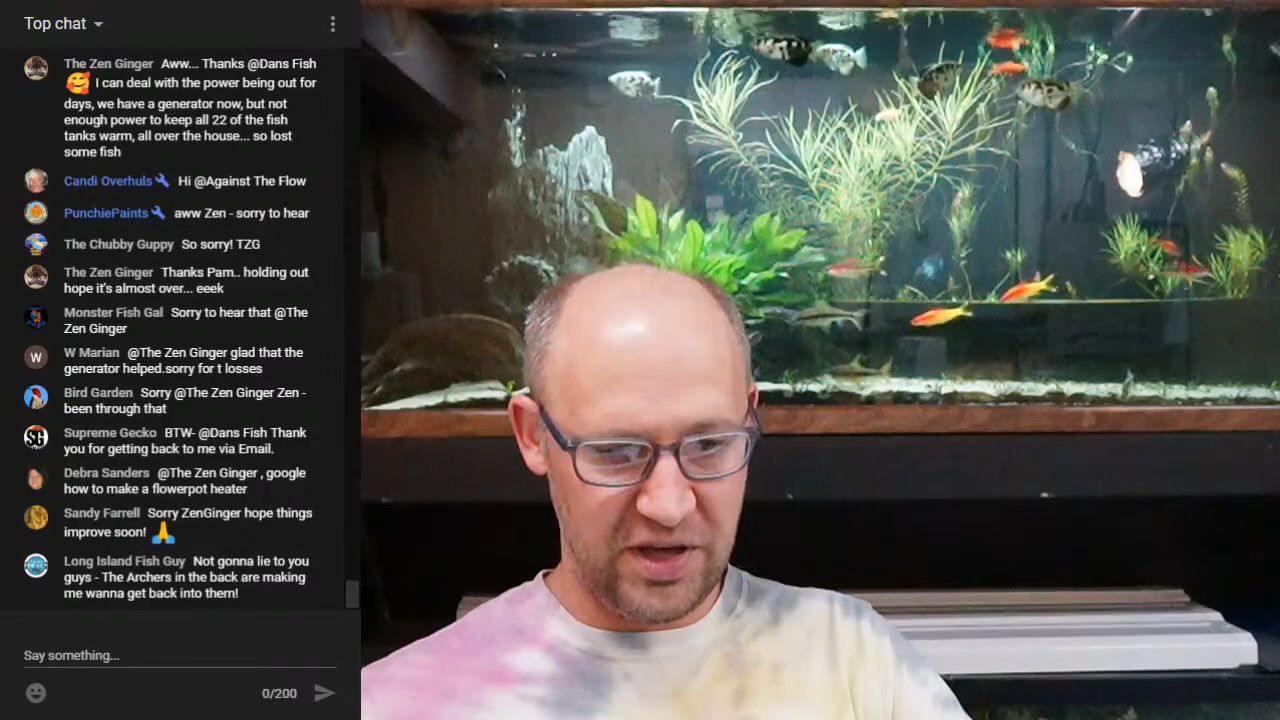 Top chat
The Zen Ginger Aww... Thanks @Dans Fish
🥰 I can deal with the power being out for
days, we have a generator now, but not
enough power to keep all 22 of the fish
tanks warm, all over the house... so lost
some fish
Candi Overhuls Hi @Against The Flow
PunchiePaints aww Zen - sorry to hear
The Chubby Guppy So sorry! TZG
The Zen Ginger Thanks Pam.. holding out
hope it's almost over... eeek
Monster Fish Gal Sorry to hear that @The
Zen Ginger
W
W Marian @The Zen Ginger glad that the
generator helped.sorry for t losses
Bird Garden Sorry @The Zen Ginger Zen -
been through that
SG
Supreme Gecko BTW- @Dans Fish Thank
you for getting back to me via Email.
Debra Sanders @The Zen Ginger , google
how to make a flowerpot heater
Sandy Farrell Sorry ZenGinger hope things
improve soon! 🙏
Long Island Fish Guy Not gonna lie to you
guys - The Archers in the back are making
me wanna get back into them!
Say something...
0/200